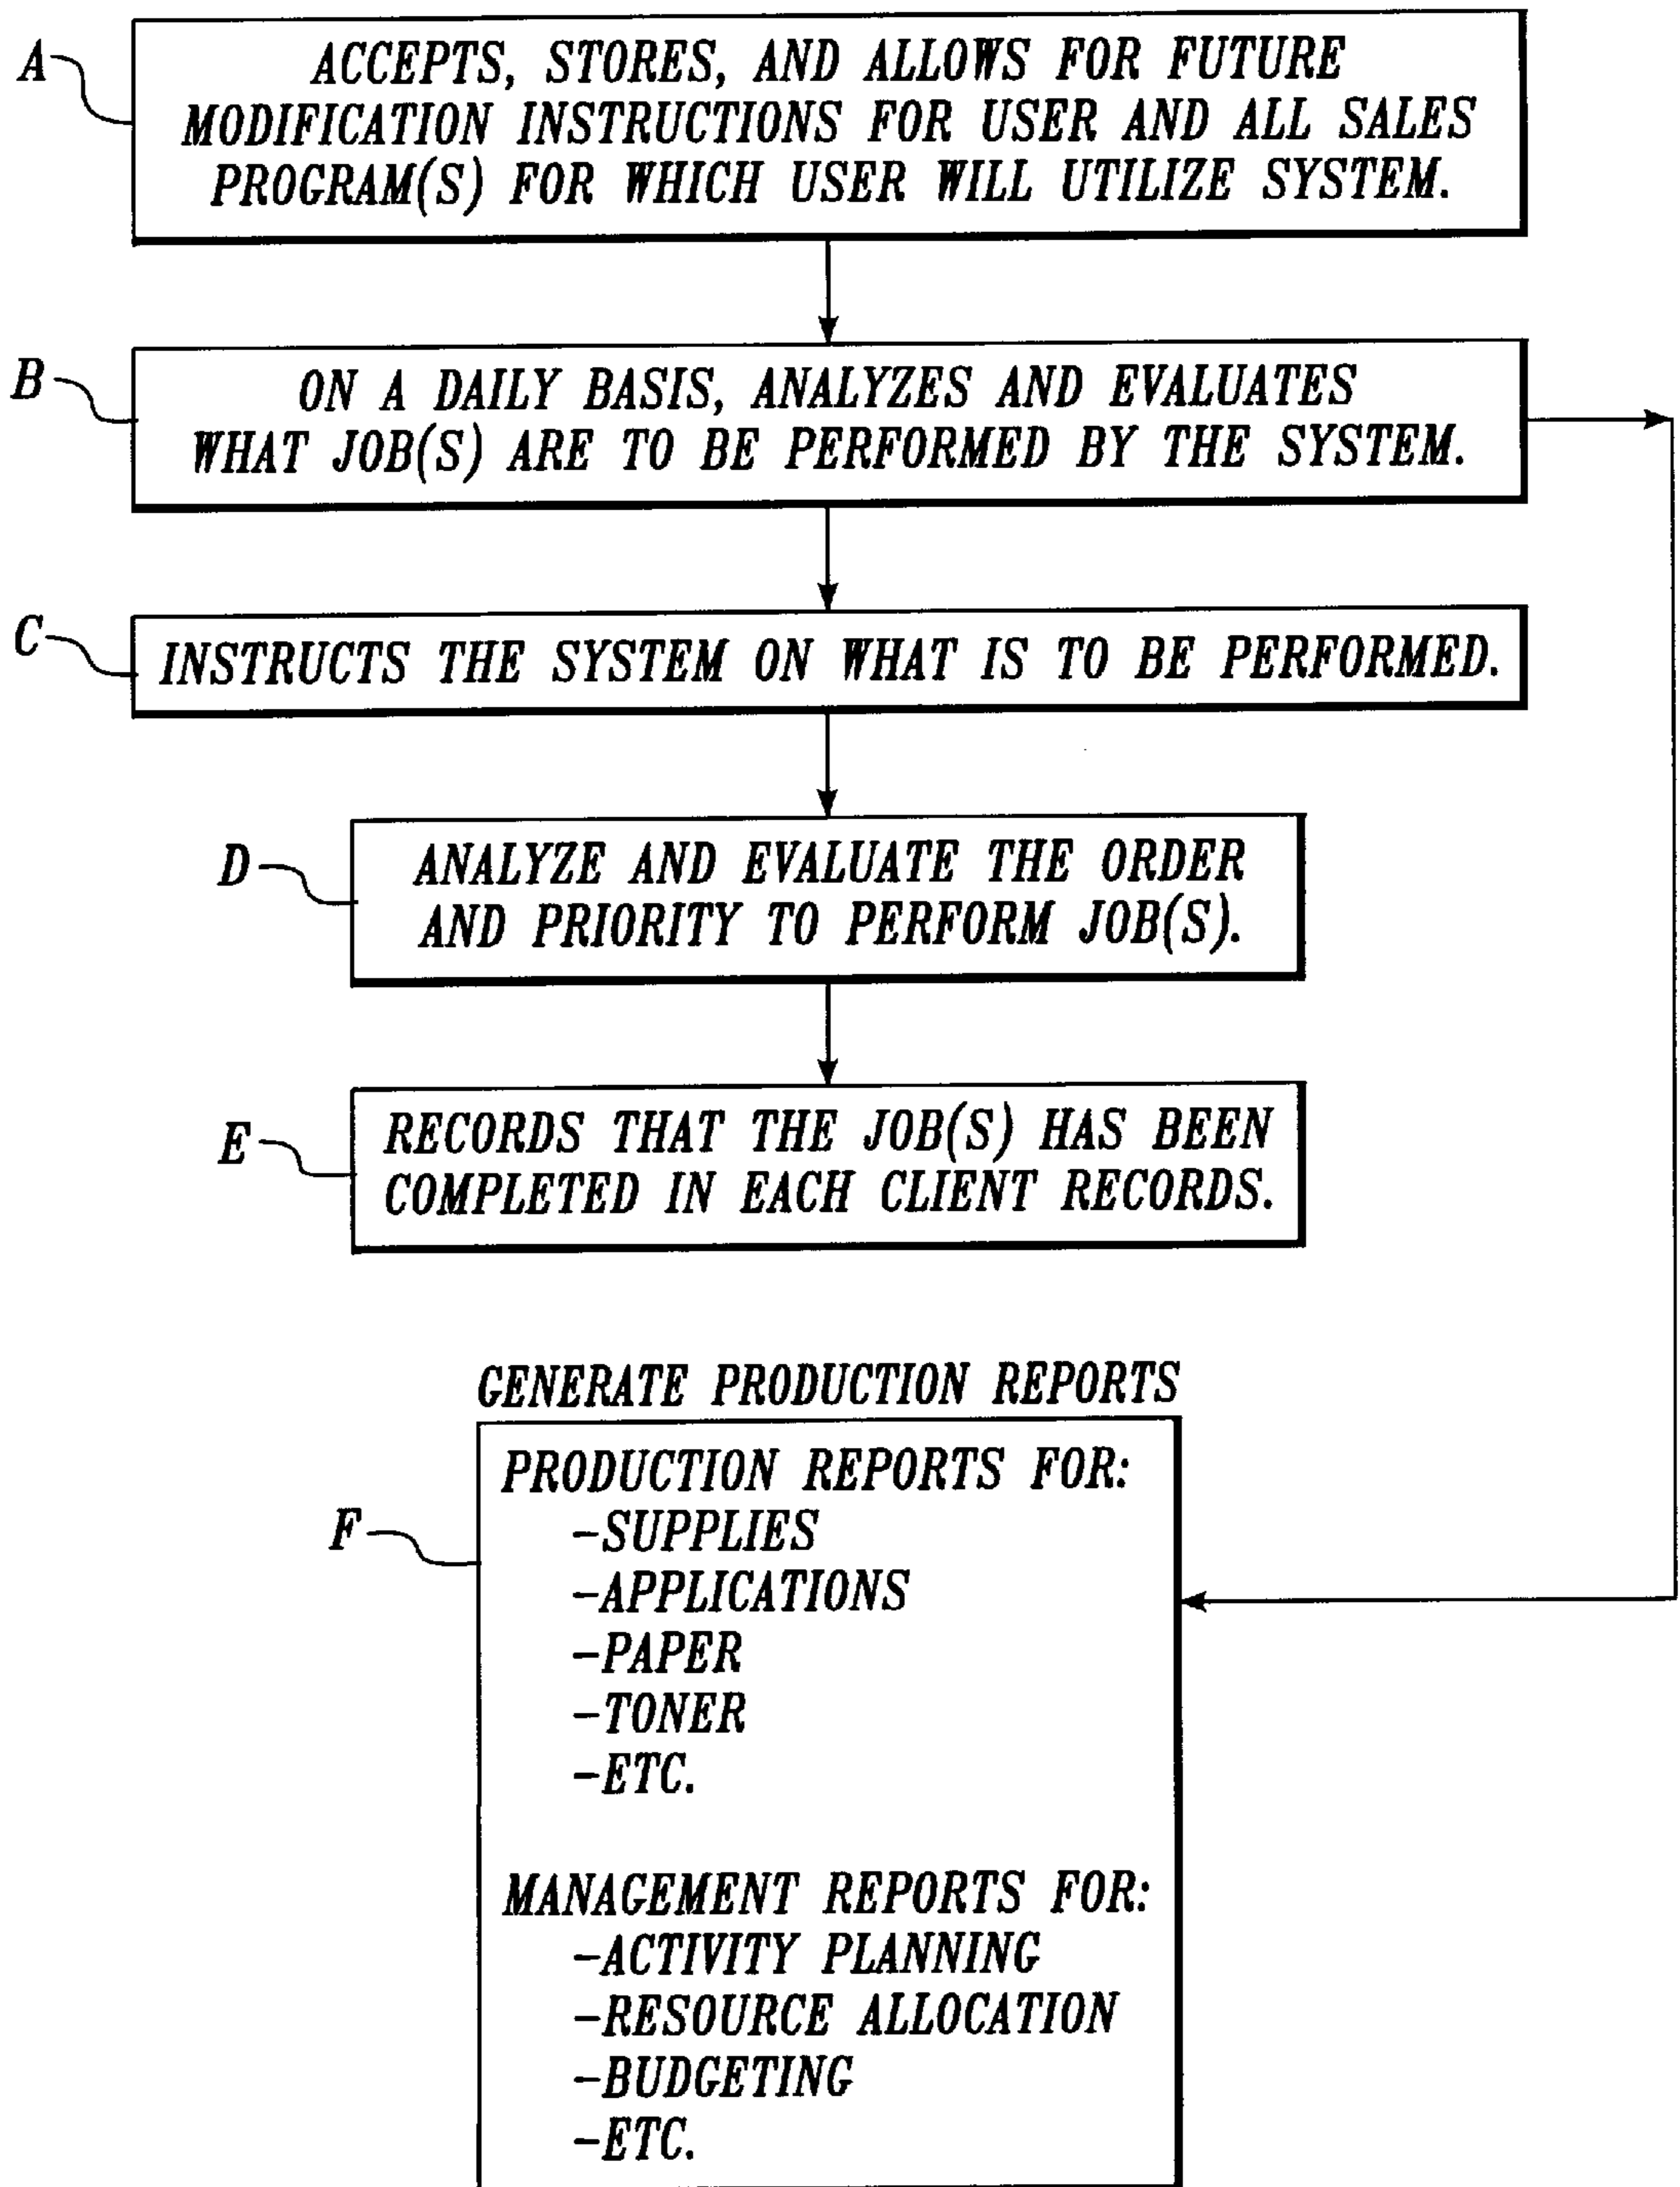 A
ACCEPTS, STORES, AND ALLOWS FOR FUTURE
MODIFICATION INSTRUCTIONS FOR USER AND ALL SALES
PROGRAM(S) FOR WHICH USER WILL UTILIZE SYSTEM.
B
ON A DAILY BASIS, ANALYZES AND EVALUATES
WHAT JOB(S) ARE TO BE PERFORMED BY THE SYSTEM.
C
INSTRUCTS THE SYSTEM ON WHAT IS TO BE PERFORMED.
D
ANALYZE AND EVALUATE THE ORDER
AND PRIORITY TO PERFORM JOB(S).
E
RECORDS THAT THE JOB(S) HAS BEEN
COMPLETED IN EACH CLIENT RECORDS.
GENERATE PRODUCTION REPORTS
F
PRODUCTION REPORTS FOR:
-SUPPLIES
-APPLICATIONS
-PAPER
-TONER
-ETC.
MANAGEMENT REPORTS FOR:
-ACTIVITY PLANNING
-RESOURCE ALLOCATION
-BUDGETING
-ETC.